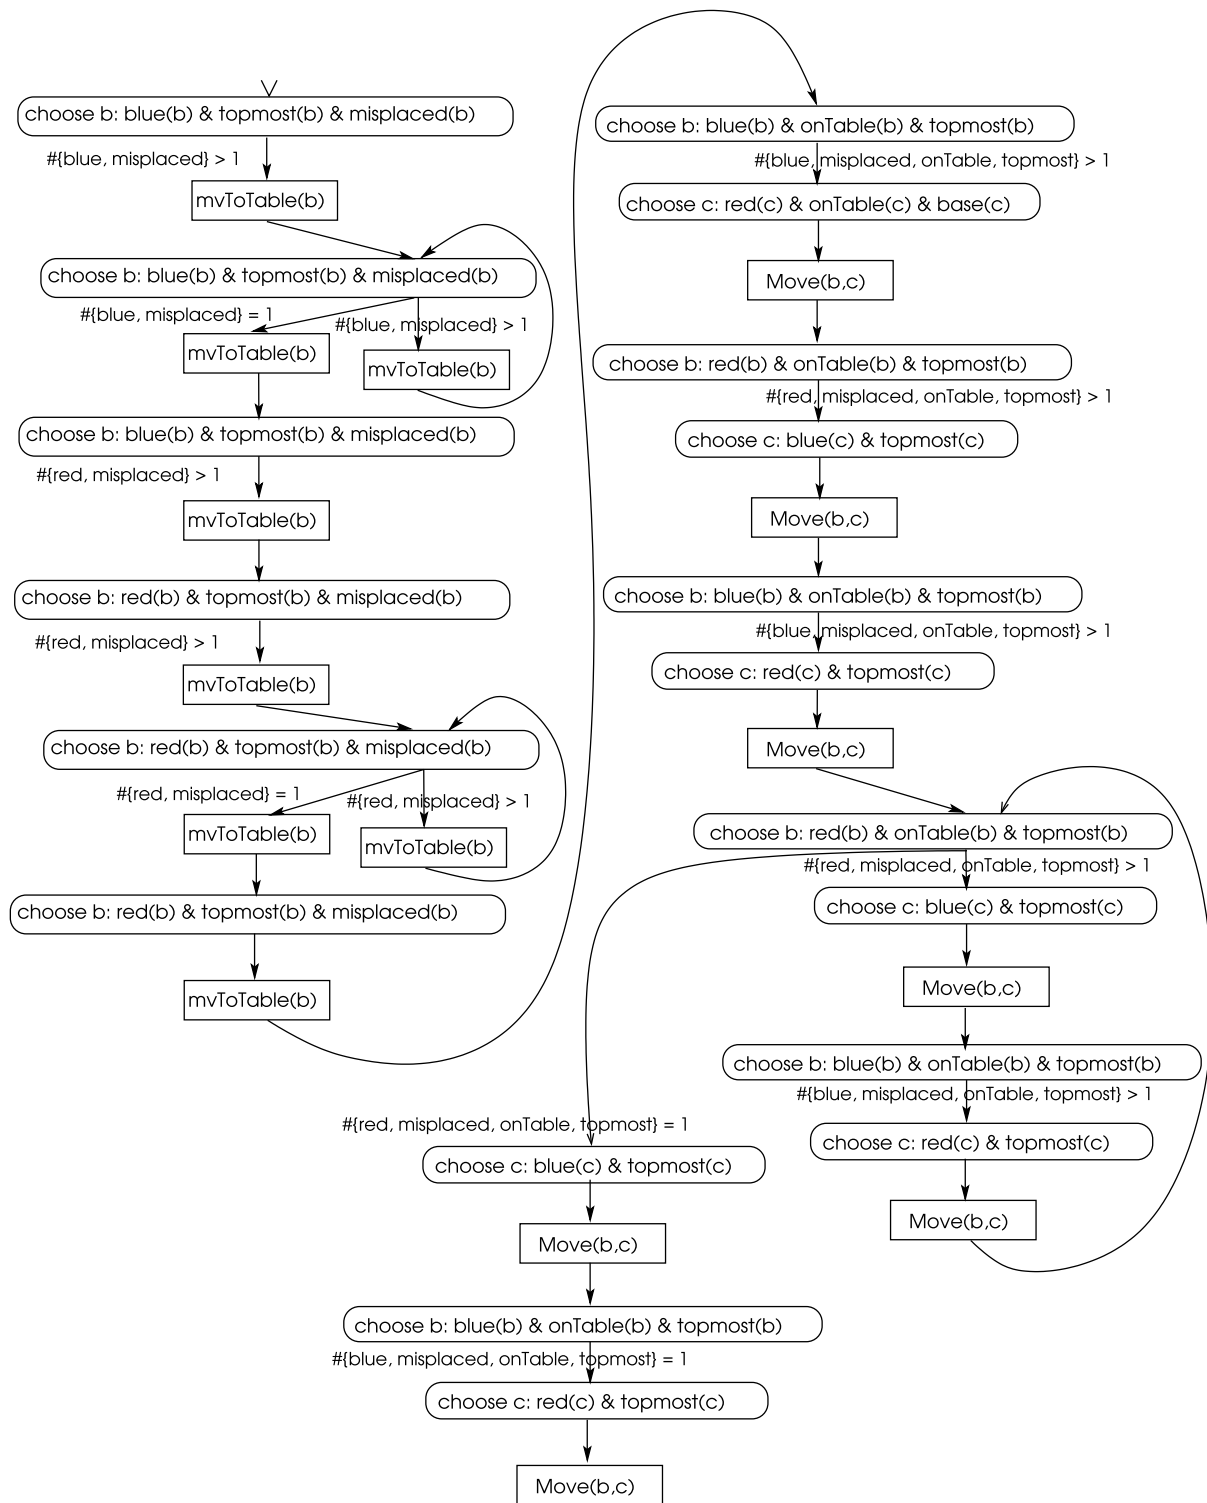 choose b: blue(b) & topmost(b) & misplaced(b)
#{blue, misplaced} > 1
mvToTable(b)
choose b: blue(b) & topmost(b) & misplaced(b)
#{blue, misplaced} = 1
#{blue, misplaced} > 1
mvToTable(b)
mvToTable(b)
choose b: blue(b) & topmost(b) & misplaced(b)
#{red, misplaced} > 1
mvToTable(b)
choose b: red(b) & topmost(b) & misplaced(b)
#{red, misplaced} > 1
mvToTable(b)
choose b: red(b) & topmost(b) & misplaced(b)
#{red, misplaced} = 1
#{red, misplaced} > 1
mvToTable(b)
mvToTable(b)
choose b: red(b) & topmost(b) & misplaced(b)
mvToTable(b)
choose b: blue(b) & onTable(b) & topmost(b)
#{blue, misplaced, onTable, topmost} > 1
choose c: red(c) & onTable(c) & base(c)
Move(b,c)
choose b: red(b) & onTable(b) & topmost(b)
#{red, misplaced, onTable, topmost} > 1
choose c: blue(c) & topmost(c)
Move(b,c)
choose b: blue(b) & onTable(b) & topmost(b)
#{blue, misplaced, onTable, topmost} > 1
choose c: red(c) & topmost(c)
Move(b,c)
choose b: red(b) & onTable(b) & topmost(b)
#{red, misplaced, onTable, topmost} > 1
choose c: blue(c) & topmost(c)
Move(b,c)
choose b: blue(b) & onTable(b) & topmost(b)
#{blue, misplaced, onTable, topmost} > 1
choose c: red(c) & topmost(c)
Move(b,c)
#{red, misplaced, onTable, topmost} = 1
choose c: blue(c) & topmost(c)
Move(b,c)
choose b: blue(b) & onTable(b) & topmost(b)
#{blue, misplaced, onTable, topmost} = 1
choose c: red(c) & topmost(c)
Move(b,c)